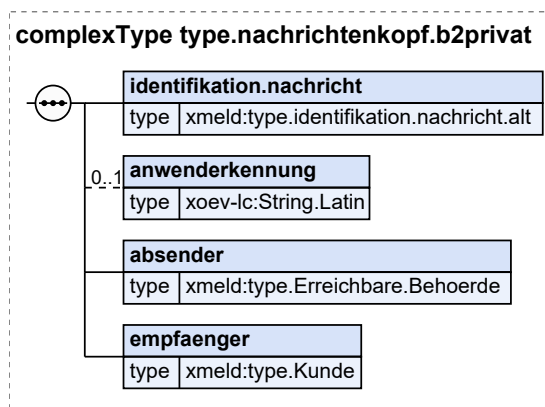 complexType type.nachrichtenkopf.b2privat
identifikation.nachricht
type xmeld:type.identifikation.nachricht.alt
0..1
anwenderkennung
type xoev-lc:String.Latin
absender
type xmeld:type.Erreichbare.Behoerde
empfaenger
type xmeld:type.Kunde